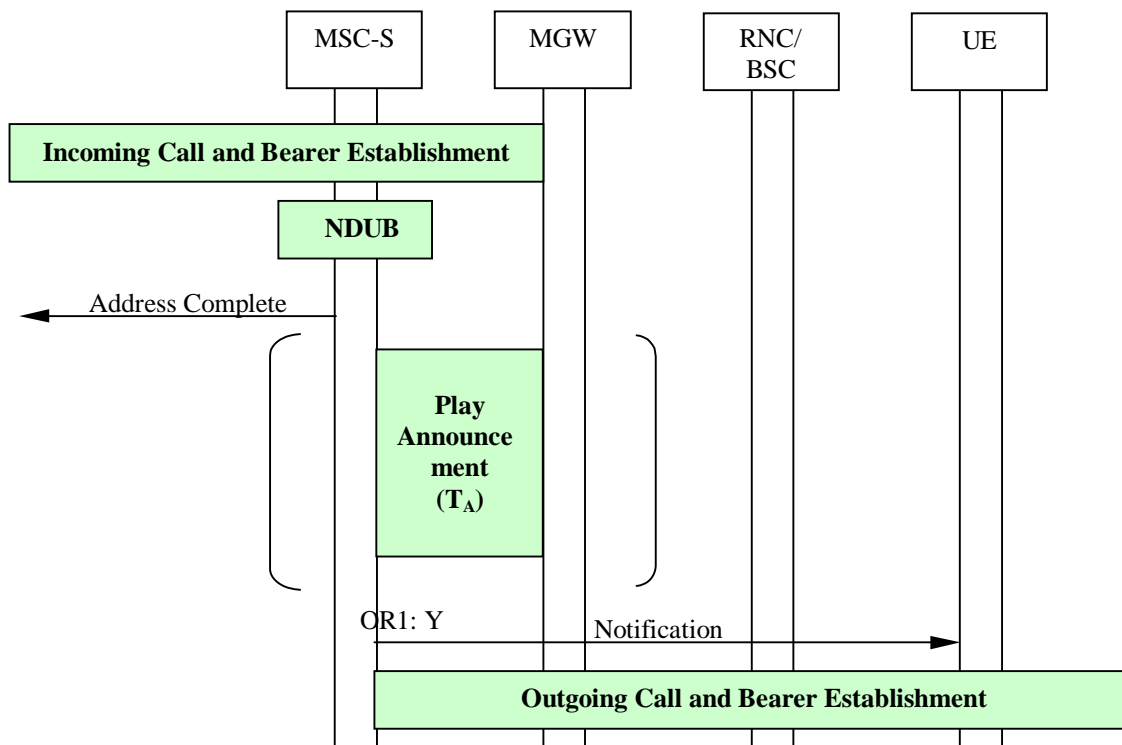 MSC-S
MGW
RNC/
BSC
UE
Incoming Call and Bearer Establishment
NDUB
Address Complete
Play
Announce
ment
(TA)
OR1: Y
Notification
Outgoing Call and Bearer Establishment